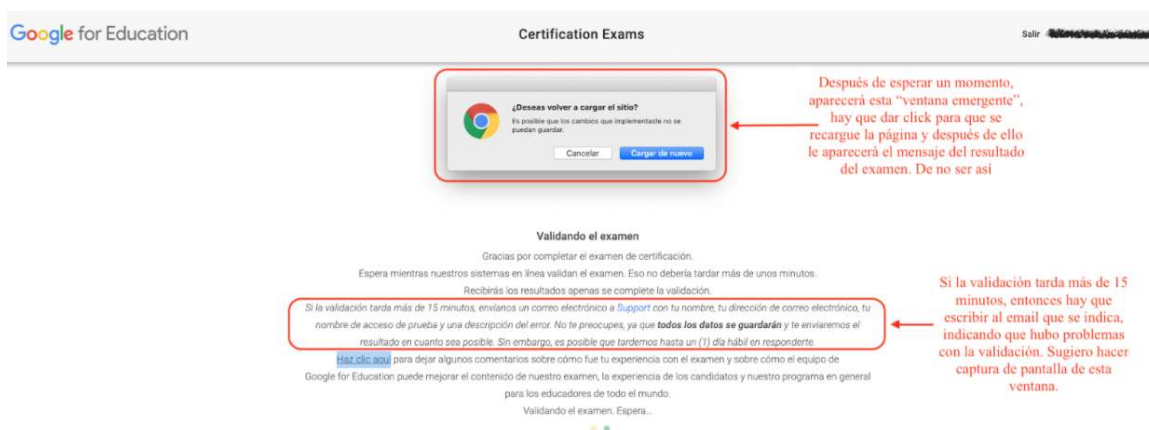 Google for Education
Certification Exams
Salir
¿Deseas volver a cargar el sitio?
Es posible que los cambios que implementaste no se
puedan guardar.
Cancelar
Cargar de nuevo
Después de esperar un momento,
aparecerá esta “ventana emergente”,
hay que dar click para que se
recargue la página y después de ello
le aparecerá el mensaje del resultado
del examen. De no ser así
Validando el examen
Gracias por completar el examen de certificación.
Espera mientras nuestros sistemas en línea validan el examen. Eso no debería tardar más de unos minutos.
Recibirás los resultados apenas se complete la validación.
Si la validación tarda más de 15 minutos, envíanos un correo electrónico a Support con tu nombre, tu dirección de correo electrónico, tu
nombre de acceso de prueba y una descripción del error. No te preocupes, ya que todos los datos se guardarán y te enviaremos el
resultado en cuanto sea posible. Sin embargo, es posible que tardemos hasta un (1) día hábil en responderte.
Haz clic aquí para dejar algunos comentarios sobre cómo fue tu experiencia con el examen y sobre cómo el equipo de
Google for Education puede mejorar el contenido de nuestro examen, la experiencia de los candidatos y nuestro programa en general
para los educadores de todo el mundo.
Validando el examen. Espera...
Si la validación tarda más de 15
minutos, entonces hay que
escribir al email que se indica,
indicando que hubo problemas
con la validación. Sugiero hacer
captura de pantalla de esta
ventana.